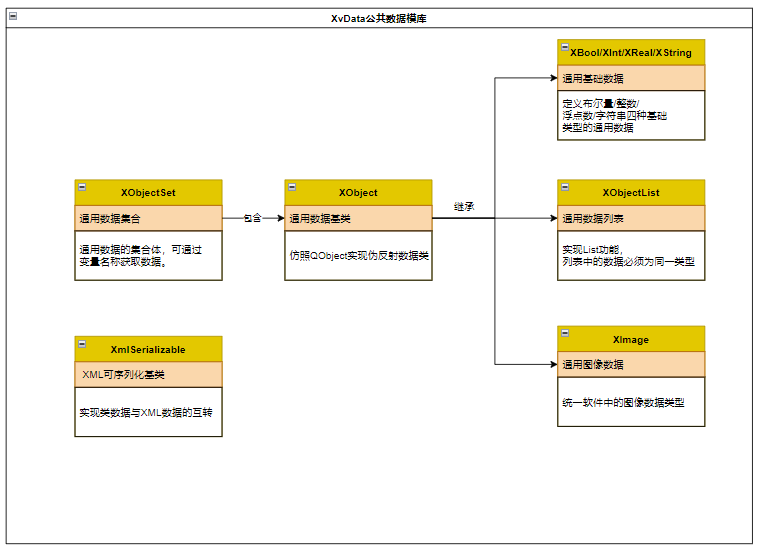 XvData公共数据模库
XBool/XInt/XReal/XString
通用基础数据
定义布尔量/整数/
浮点数/字符串四种基础
类型的通用数据
XObjectSet
通用数据集合
通用数据的集合体，可通过
变量名称获取数据。
包含
XObject
通用数据基类
仿照QObject实现伪反射数据类
继承
XObjectList
通用数据列表
实现List功能，
列表中的数据必须为同一类型
XmlSerializable
XML可序列化基类
实现类数据与XML数据的互转
XImage
通用图像数据
统一软件中的图像数据类型